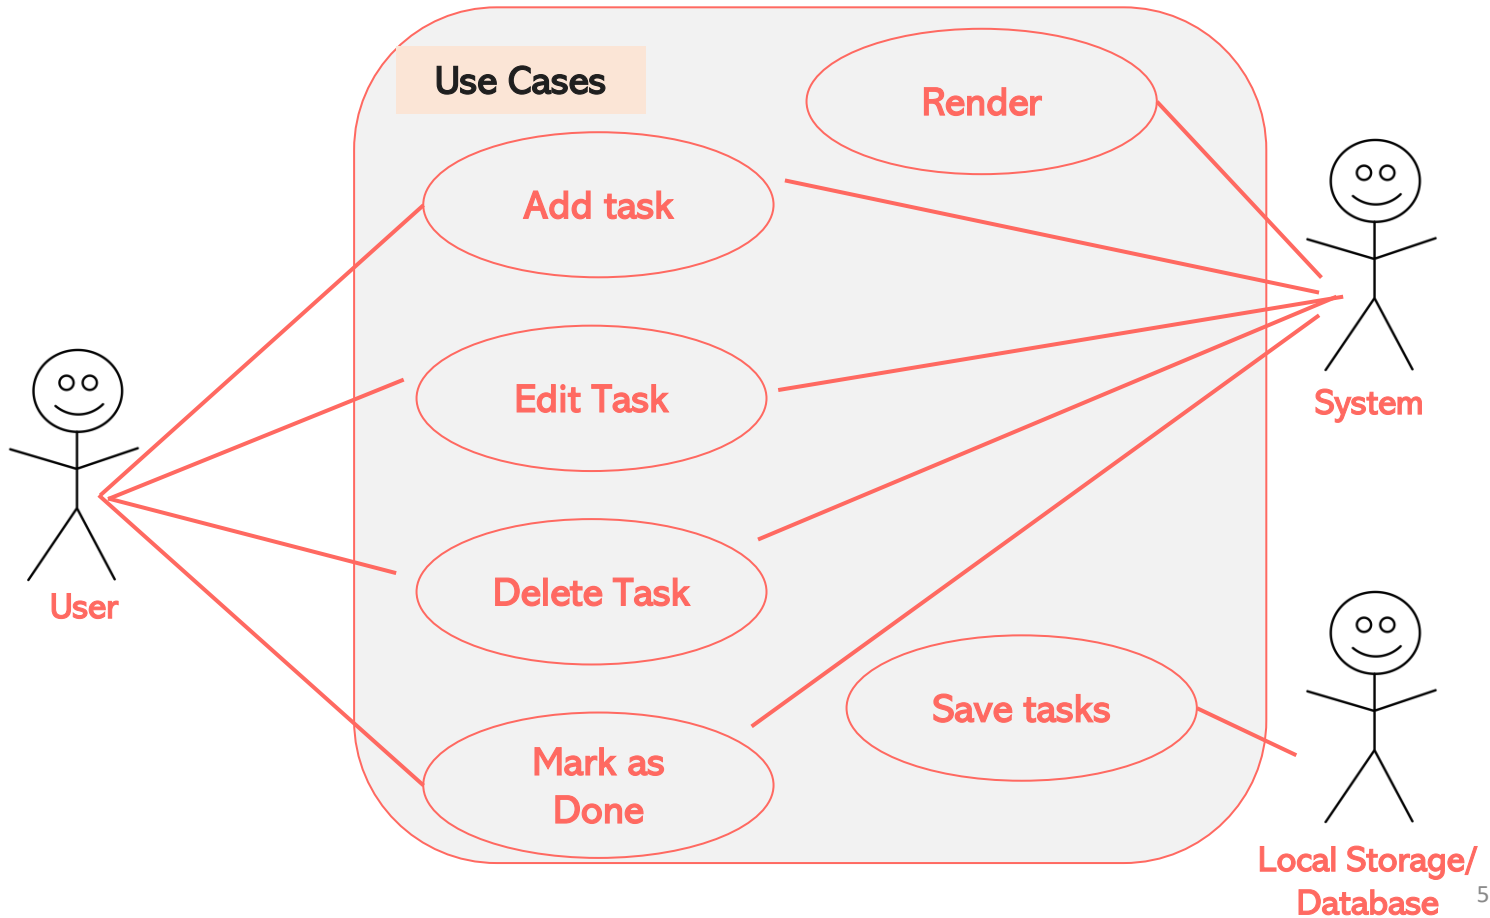 Use Cases
Render
Add task
Edit Task
System
Delete Task
User
Save tasks
Mark as
Done
Local Storage/
Database
5